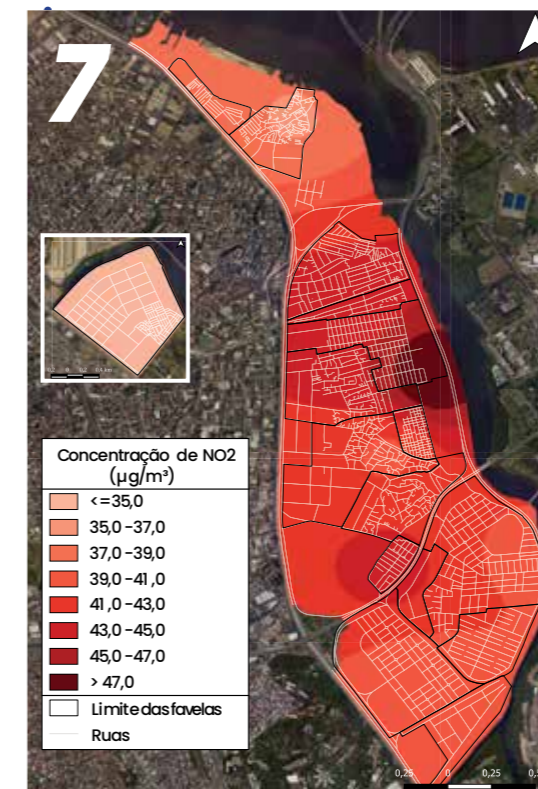 7
Concentração de NO2
(µg/m³)
<=35,0
35,0-37,0
37,0-39,0
39,0-41,0
41,0-43,0
43,0-45,0
45,0-47,0
> 47,0
Limite das favelas
Ruas
0,25 0 0,25